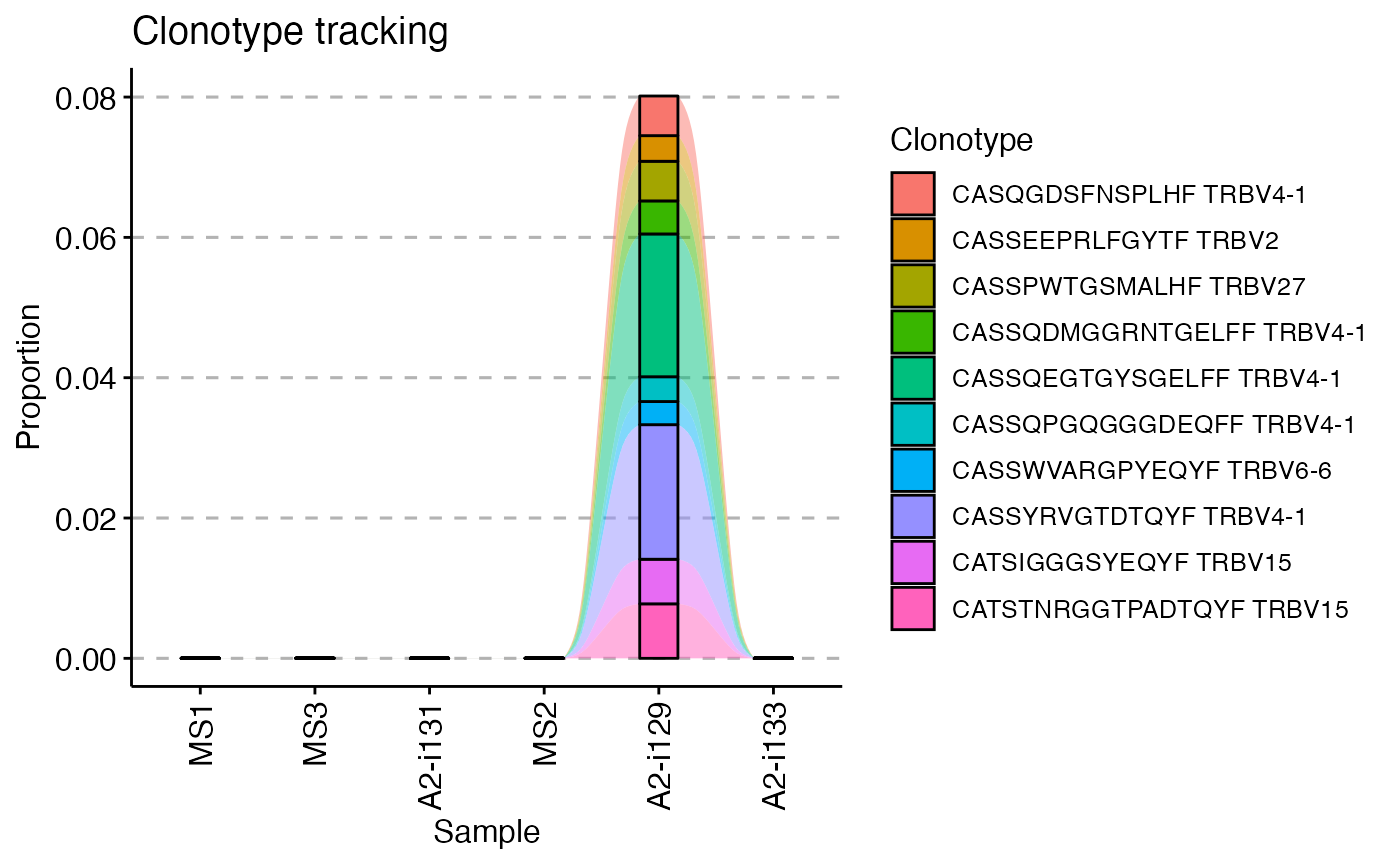 Clonotype tracking
0.08
0.06
0.04
0.02
0.00
Proportion
MS1
MS3
A2-i131
MS2
A2-i129
A2-i133
Sample
Clonotype
CASQGDSFNSPLHF TRBV4-1
CASSEEPRLFGYTF TRBV2
CASSPWTGSMALHF TRBV27
CASSQDMGGRNTGELFF TRBV4-1
CASSQEGTGYSGELFF TRBV4-1
CASSQPGQGGGDEQFF TRBV4-1
CASSWVARGPYEQYF TRBV6-6
CASSYRVGTDTQYF TRBV4-1
CATSIGGGSYEQYF TRBV15
CATSTNRGGTPADTQYF TRBV15